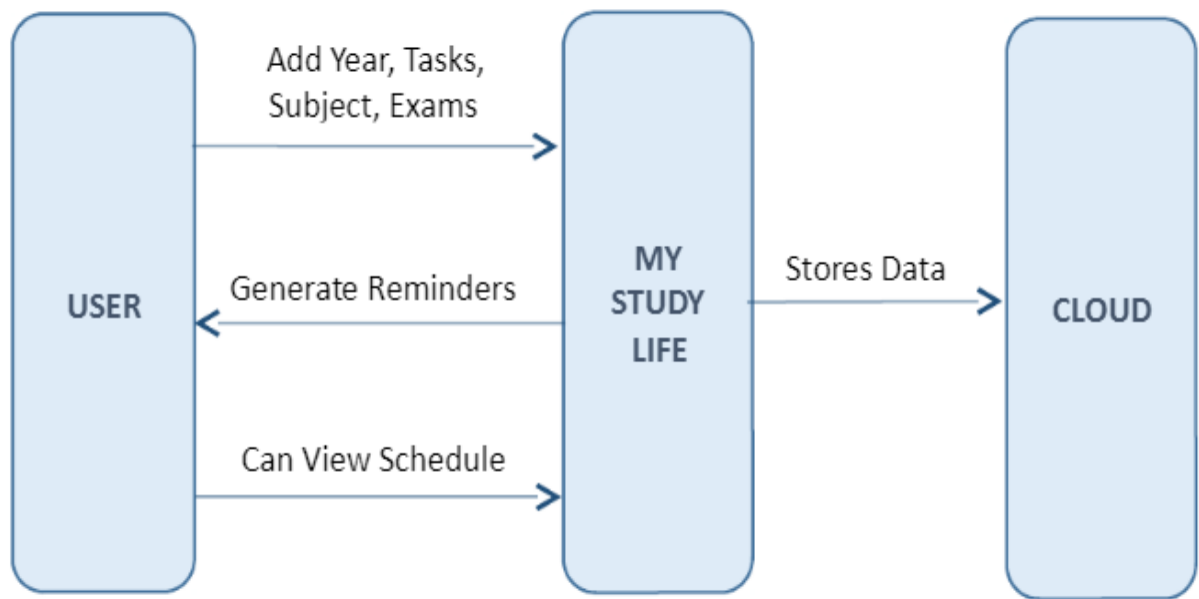 Add Year, Tasks,
Subject, Exams
USER
Generate Reminders
MY
STUDY
LIFE
Stores Data
CLOUD
Can View Schedule